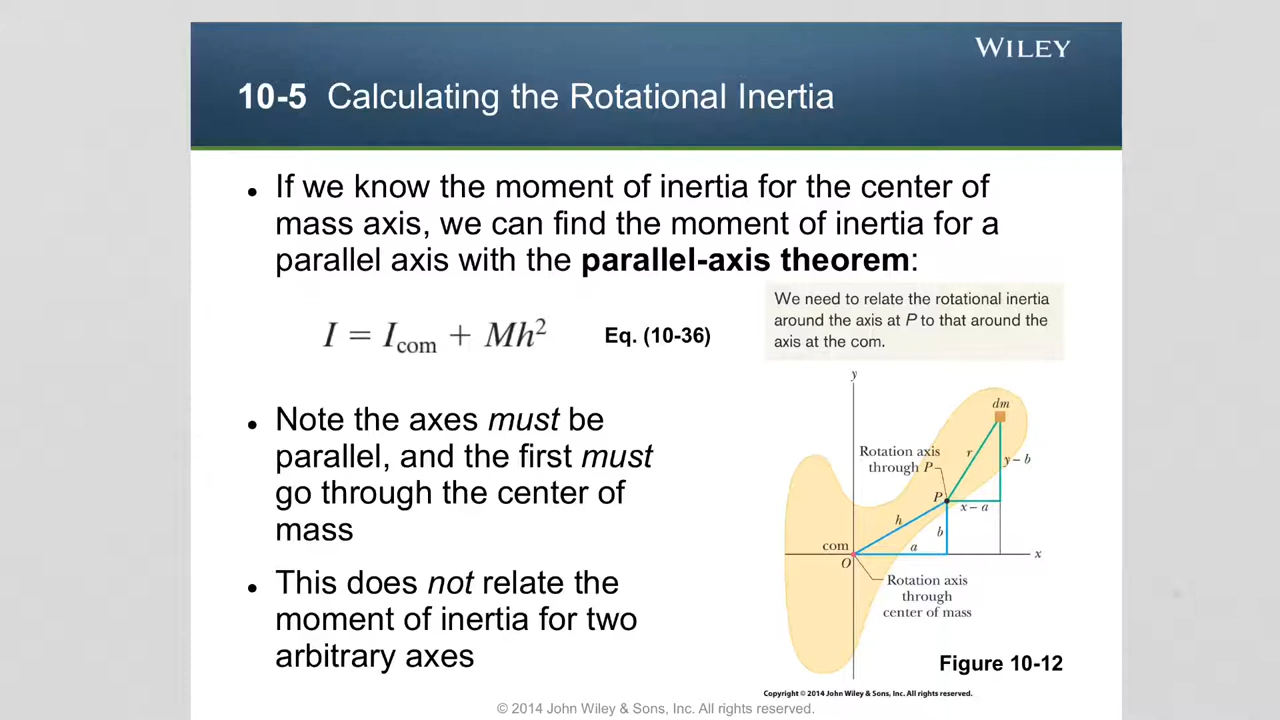 WILEY
10-5 Calculating the Rotational Inertia
• If we know the moment of inertia for the center of
mass axis, we can find the moment of inertia for a
parallel axis with the parallel-axis theorem:
We need to relate the rotational inertia
around the axis at P to that around the
axis at the com.
I = I_com + Mh²
Eq. (10-36)
• Note the axes must be
parallel, and the first must
go through the center of
mass
• This does not relate the
moment of inertia for two
arbitrary axes
y
dm
Rotation axis
through P
r
y – b
P
x – a
h
b
com
a
x
O
Rotation axis
through
center of mass
Figure 10-12
Copyright © 2014 John Wiley & Sons, Inc. All rights reserved.
© 2014 John Wiley & Sons, Inc. All rights reserved.